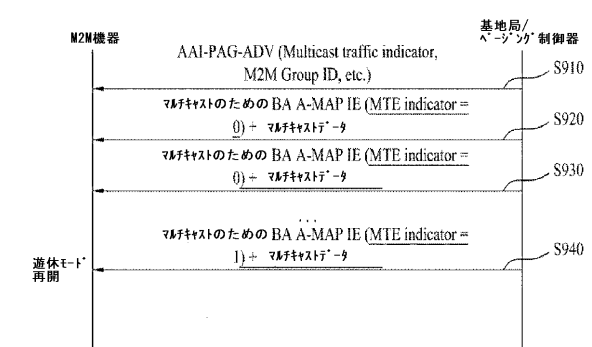 M2M機器
基地局/
ページング制御器
AAI-PAG-ADV (Multicast traffic indicator,
M2M Group ID, etc.)
S910
マルチキャストのための BA A-MAP IE (MTE indicator =
0) + マルチキャストデータ
S920
マルチキャストのための BA A-MAP IE (MTE indicator =
0) + マルチキャストデータ
S930
...
マルチキャストのための BA A-MAP IE (MTE indicator =
1) + マルチキャストデータ
S940
遊休モード
再開